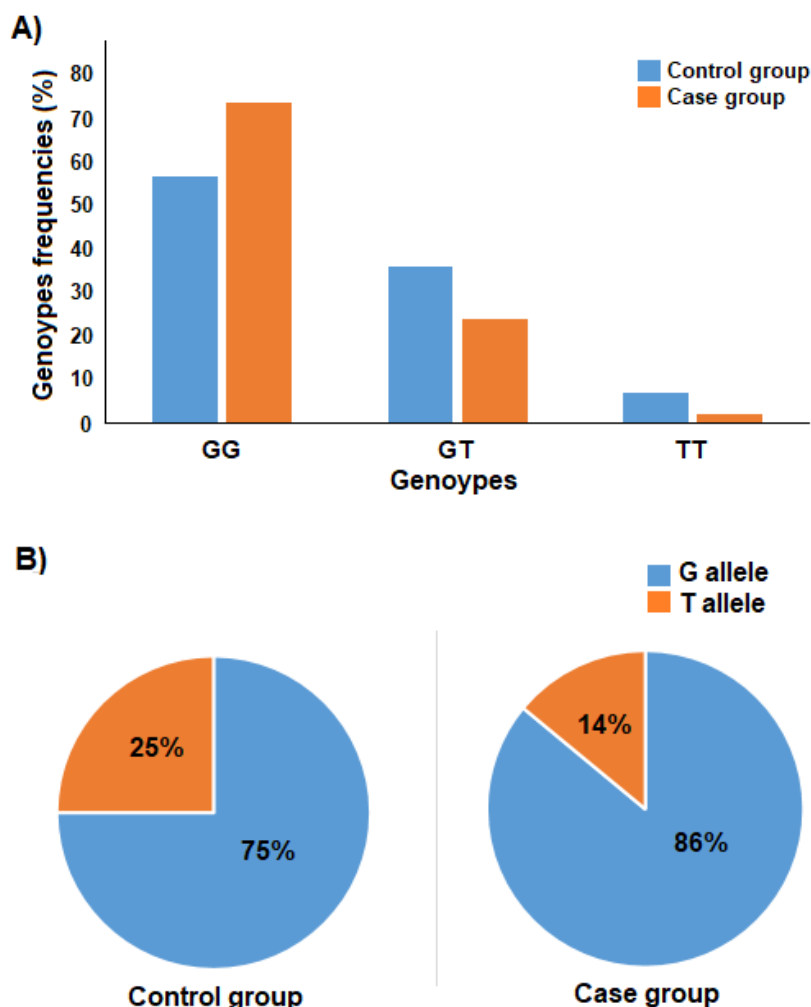 A)
Genoypes frequencies (%)
80
70
60
50
40
30
20
10
0
Control group
Case group
GG
GT
TT
Genoypes
B)
G allele
T allele
25%
75%
14%
86%
Control group
Case group